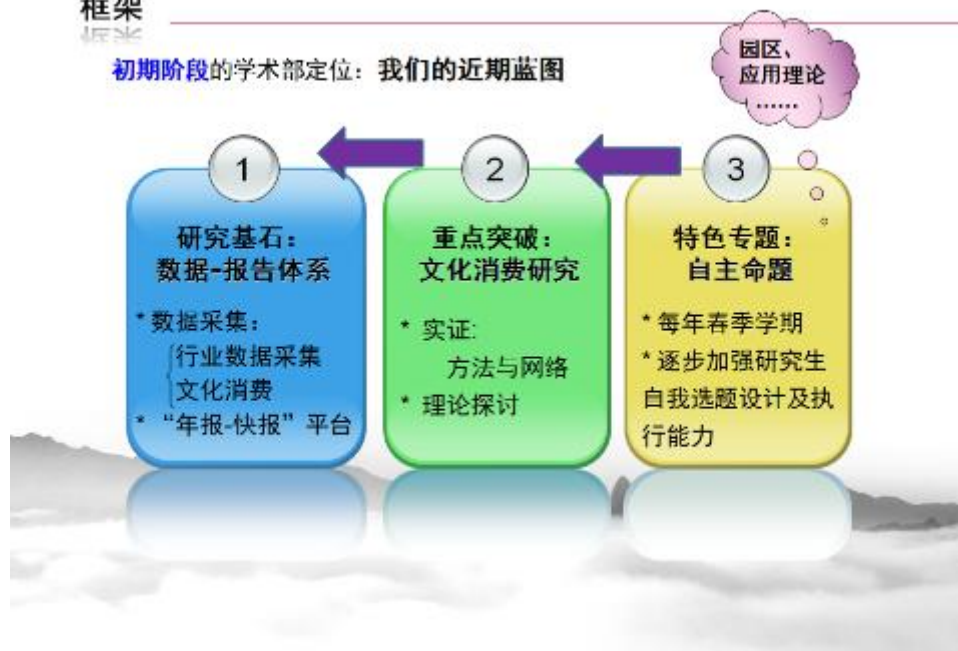 框架
初期阶段的学术部定位：我们的近期蓝图
园区、
应用理论
……
1
研究基石：
数据-报告体系
*数据采集：
行业数据采集
文化消费
* “年报-快报”平台
2
重点突破：
文化消费研究
* 实证:
方法与网络
* 理论探讨
3
特色专题：
自主命题
*每年春季学期
*逐步加强研究生
自我选题设计及执
行能力